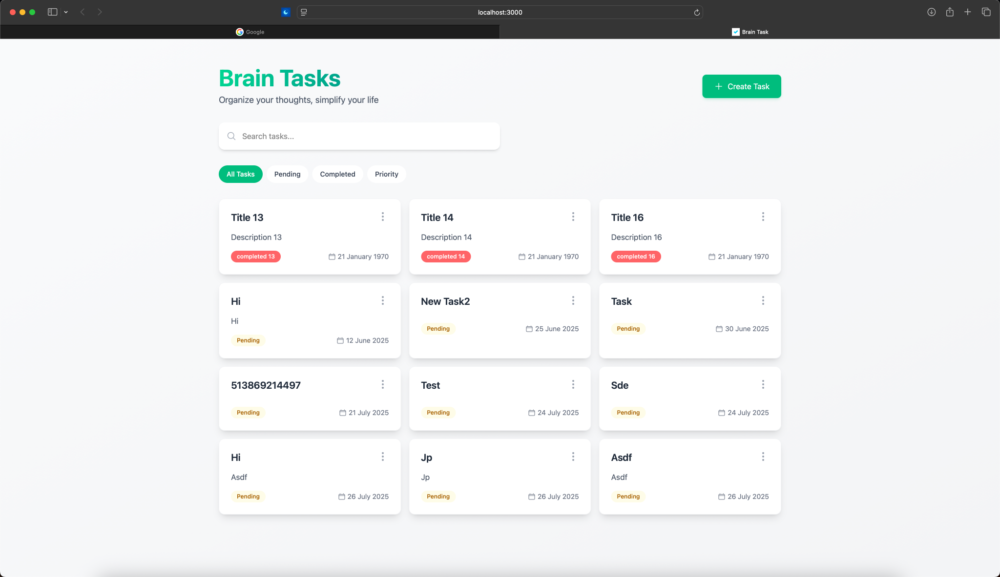 localhost:3000
Google
Brain Task
Brain Tasks
Organize your thoughts, simplify your life
Create Task
Search tasks...
All Tasks
Pending
Completed
Priority
Title 13
Description 13
completed 13
21 January 1970
Title 14
Description 14
completed 14
21 January 1970
Title 16
Description 16
completed 16
21 January 1970
Hi
Hi
Pending
12 June 2025
New Task2
Pending
25 June 2025
Task
Pending
30 June 2025
513869214497
Pending
21 July 2025
Test
Pending
24 July 2025
Sde
Pending
24 July 2025
Hi
Asdf
Pending
26 July 2025
Jp
Jp
Pending
26 July 2025
Asdf
Asdf
Pending
26 July 2025